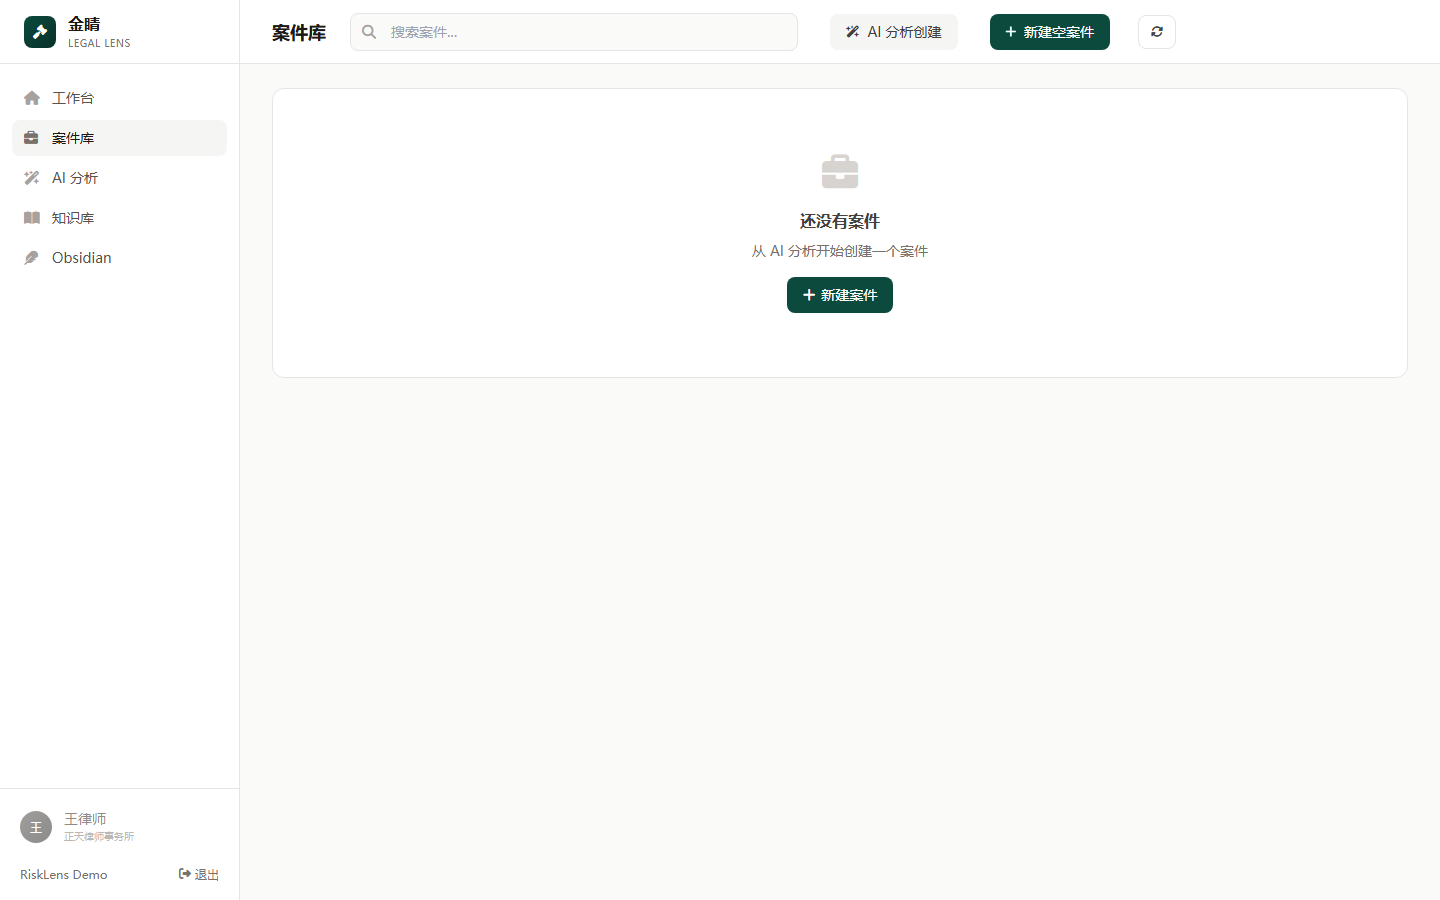 金睛
LEGAL LENS
工作台
案件库
AI 分析
知识库
Obsidian
王
王律师
正天律师事务所
RiskLens Demo
退出
案件库
搜索案件...
AI 分析创建
新建空案件
还没有案件
从 AI 分析开始创建一个案件
新建案件